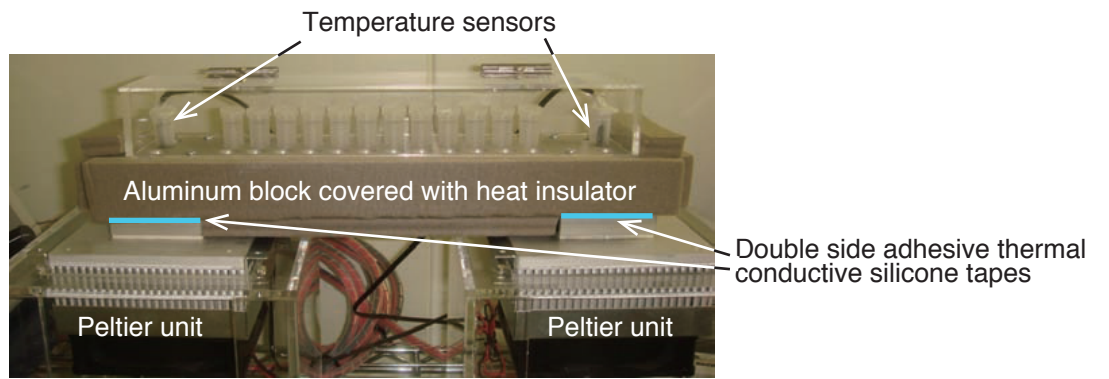 Temperature sensors
Aluminum block covered with heat insulator
Double side adhesive thermal
conductive silicone tapes
Peltier unit
Peltier unit